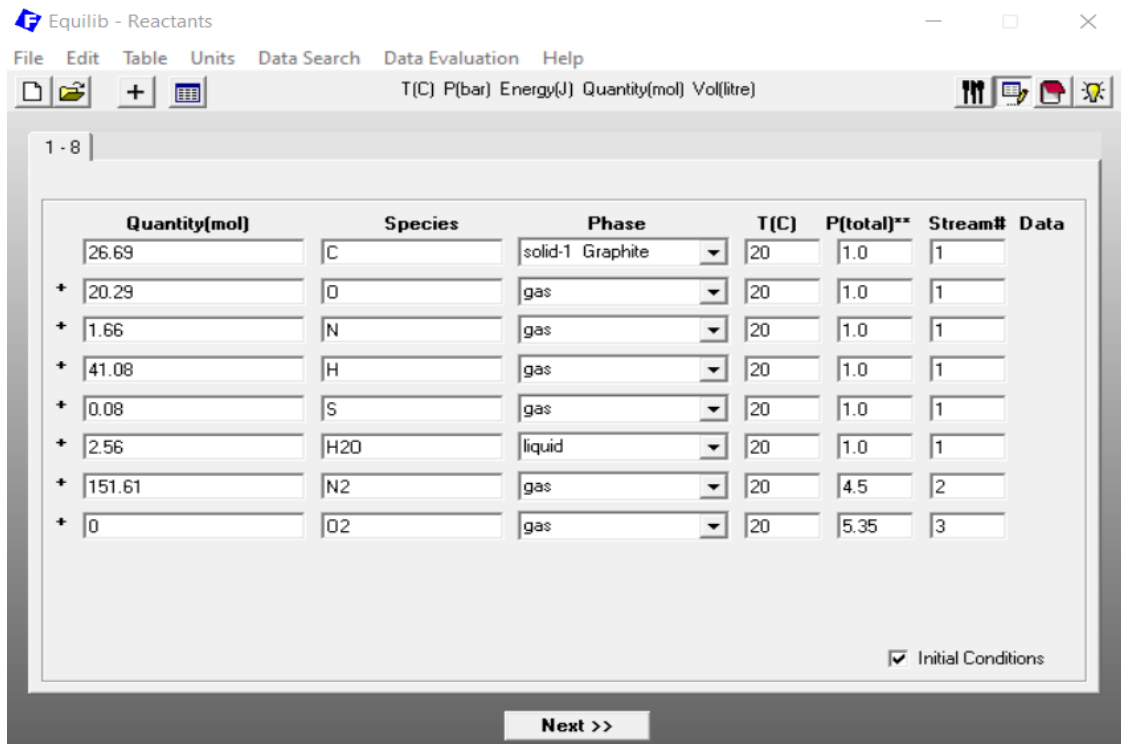 Equilib - Reactants
File Edit Table Units Data Search Data Evaluation Help
T(C) P(bar) Energy(J) Quantity(mol) Vol(litre)
1 - 8
Quantity(mol) Species Phase T(C) P(total)** Stream# Data
26.69 C solid-1 Graphite 20 1.0 1
+ 20.29 O gas 20 1.0 1
+ 1.66 N gas 20 1.0 1
+ 41.08 H gas 20 1.0 1
+ 0.08 S gas 20 1.0 1
+ 2.56 H2O liquid 20 1.0 1
+ 151.61 N2 gas 20 4.5 2
+ 0 O2 gas 20 5.35 3
Initial Conditions
Next >>